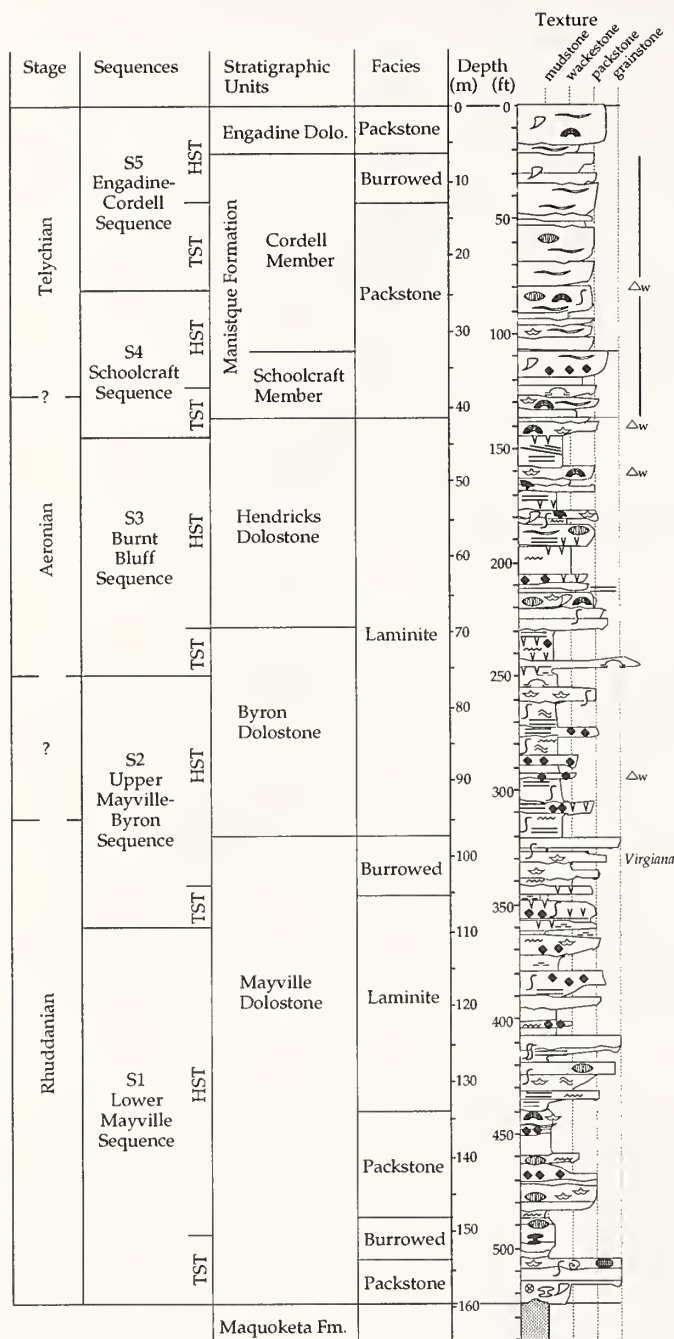 Texture
mudstone
wackestone
packstone
grainstone
Stage
Sequences
Stratigraphic
Units
Facies
Depth
(m) (ft)
Telychian
?
Aeronian
?
Rhuddanian
S5
Engadine-
Cordell
Sequence
HST
TST
S4
Schoolcraft
Sequence
HST
TST
S3
Burnt
Bluff
Sequence
HST
TST
S2
Upper
Mayville-
Byron
Sequence
HST
TST
S1
Lower
Mayville
Sequence
HST
TST
Engadine Dolo.
Manistque Formation
Cordell
Member
Schoolcraft
Member
Hendricks
Dolostone
Byron
Dolostone
Mayville
Dolostone
Maquoketa Fm.
Packstone
Burrowed
Packstone
Laminite
Burrowed
Laminite
Packstone
Burrowed
Packstone
0
10
20
30
40
50
60
70
80
90
100
110
120
130
140
150
160
0
50
100
150
200
250
300
350
400
450
500
△w
△w
△w
△w
Virgiana